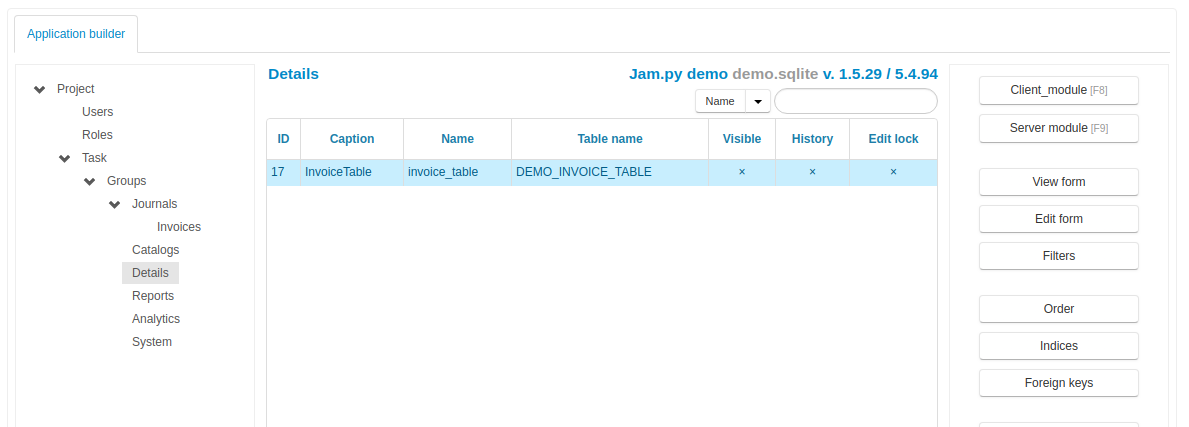 Application builder
Project
Users
Roles
Task
Groups
Journals
Invoices
Catalogs
Details
Reports
Analytics
System
Details
Jam.py demo demo.sqlite v. 1.5.29 / 5.4.94
Name
ID Caption Name Table name Visible History Edit lock
17 InvoiceTable invoice_table DEMO_INVOICE_TABLE × × ×
Client_module [F8]
Server module [F9]
View form
Edit form
Filters
Order
Indices
Foreign keys